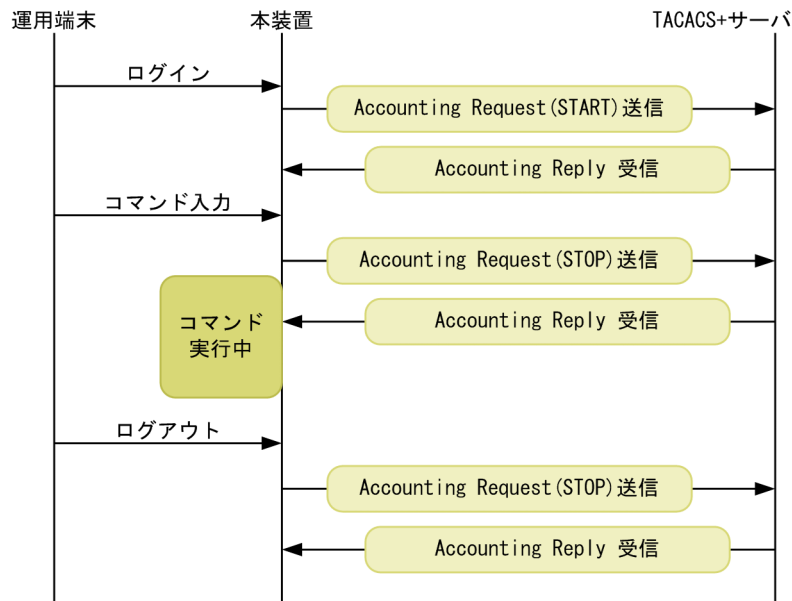 運用端末
本装置
TACACS+サーバ
ログイン
Accounting Request(START)送信
Accounting Reply 受信
コマンド入力
Accounting Request(STOP)送信
Accounting Reply 受信
コマンド
実行中
ログアウト
Accounting Request(STOP)送信
Accounting Reply 受信